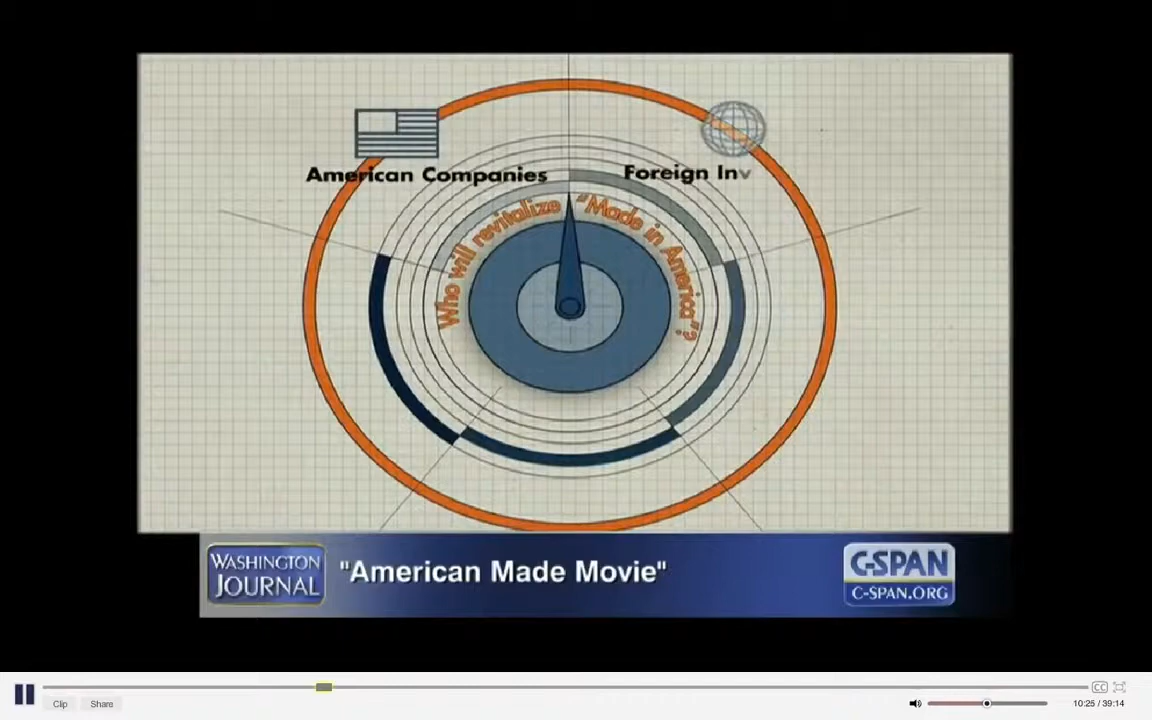 American Companies
Foreign Inv
Who will revitalize "Made in America"?
WASHINGTON
JOURNAL
"American Made Movie"
C-SPAN
C-SPAN.ORG
CC
Clip
Share
10:25 / 39:14